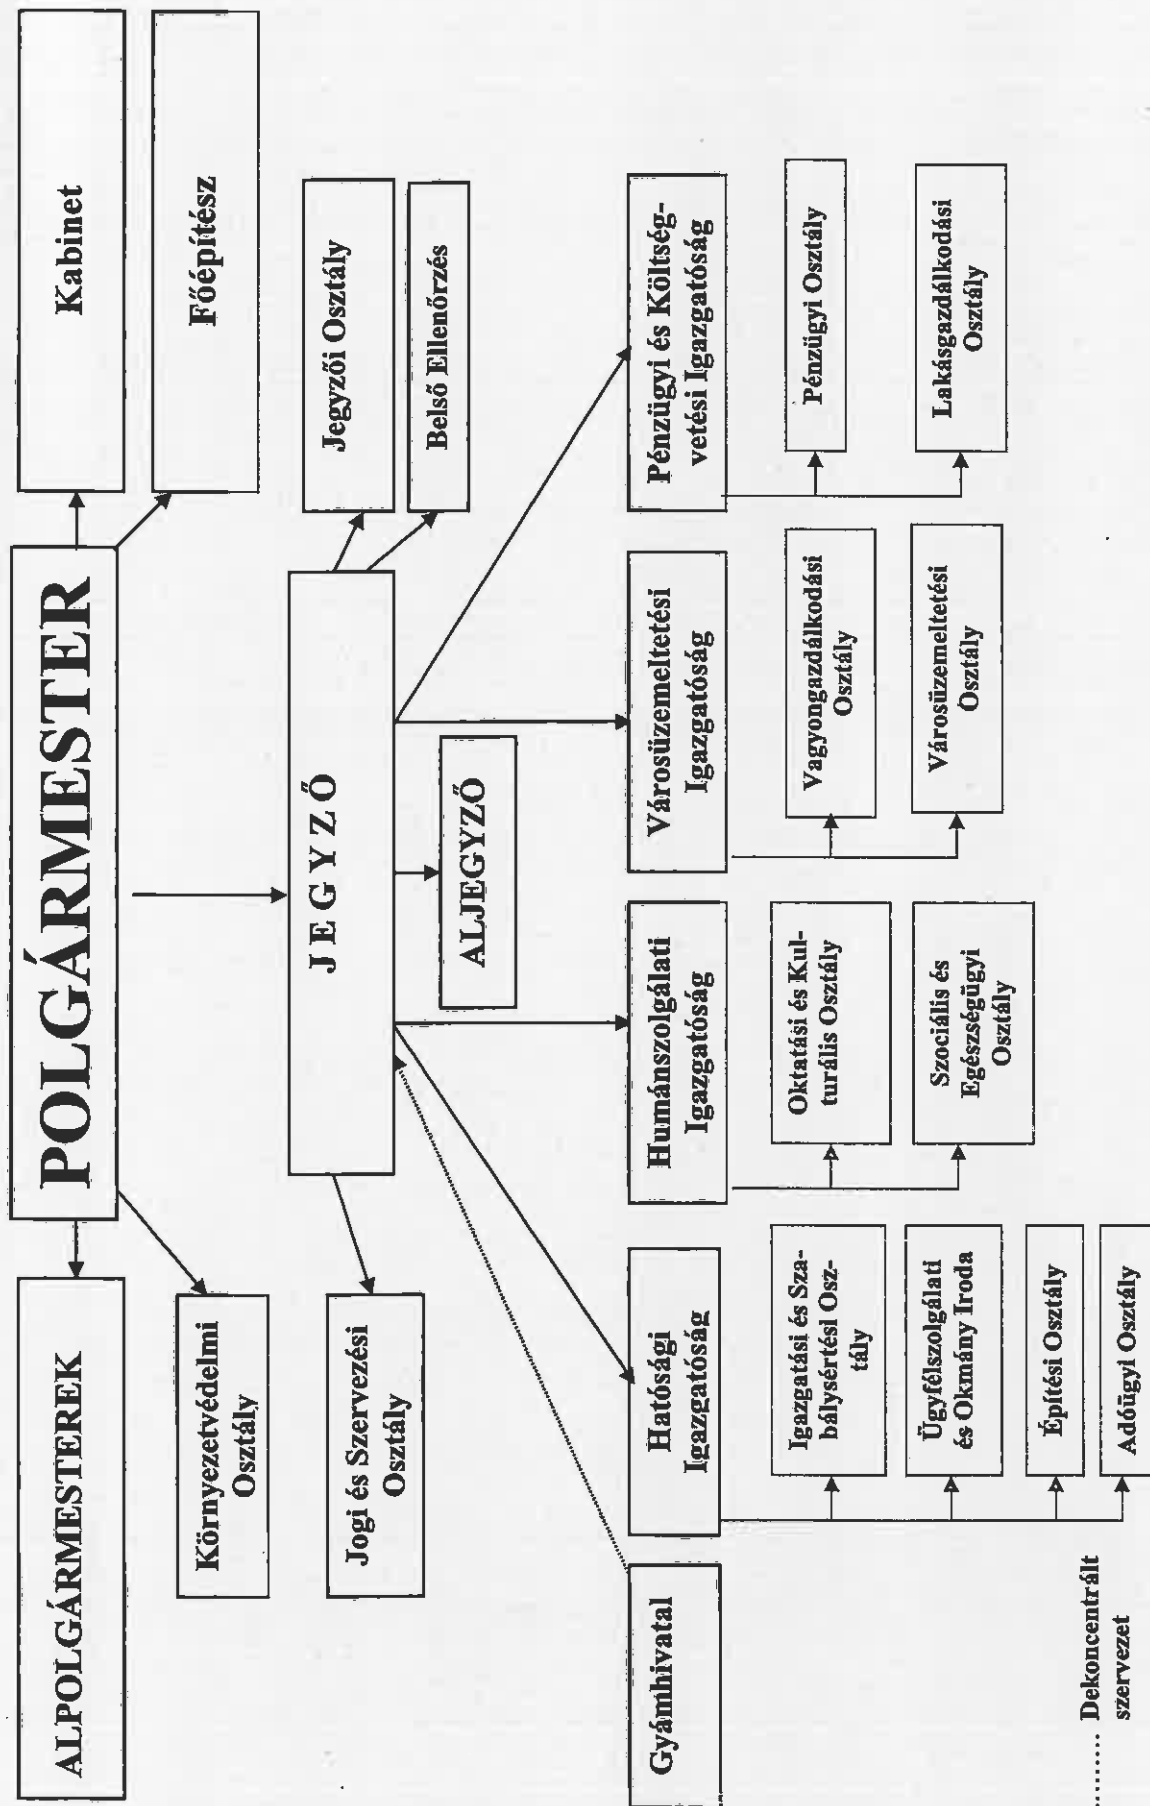 POLGÁRMESTER
ALPOLGÁRMESTEREK
Kabinet
Főépítész
Környezetvédelmi
Osztály
JEGYZŐ
Jegyzői Osztály
Belső Ellenőrzés
Jogi és Szervezési
Osztály
ALJEGYZŐ
Gyámhivatal
Hatósági
Igazgatóság
Humánszolgálati
Igazgatóság
Városüzemeltetési
Igazgatóság
Pénzügyi és Költség-
vetési Igazgatóság
Igazgatási és Sza-
bálysértési Osz-
tály
Ügyfélszolgálati
és Okmány Iroda
Építési Osztály
Adóügyi Osztály
Oktatási és Kul-
turális Osztály
Szociális és
Egészségügyi
Osztály
Vagyongazdálkodási
Osztály
Városüzemeltetési
Osztály
Pénzügyi Osztály
Lakásgazdálkodási
Osztály
........ Dekoncentrált
szervezet